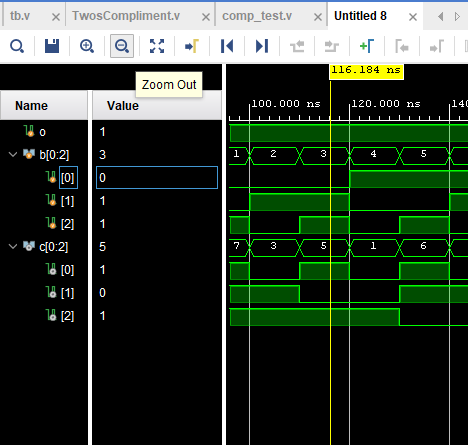 tb.v TwosCompliment.v comp_test.v Untitled 8
116.184 ns
Zoom Out
Name Value 100.000 ns 120.000 ns 140
o 1
b[0:2] 3 1 2 3 4 5
[0] 0
[1] 1
[2] 1
c[0:2] 5 7 3 5 1 6
[0] 1
[1] 0
[2] 1